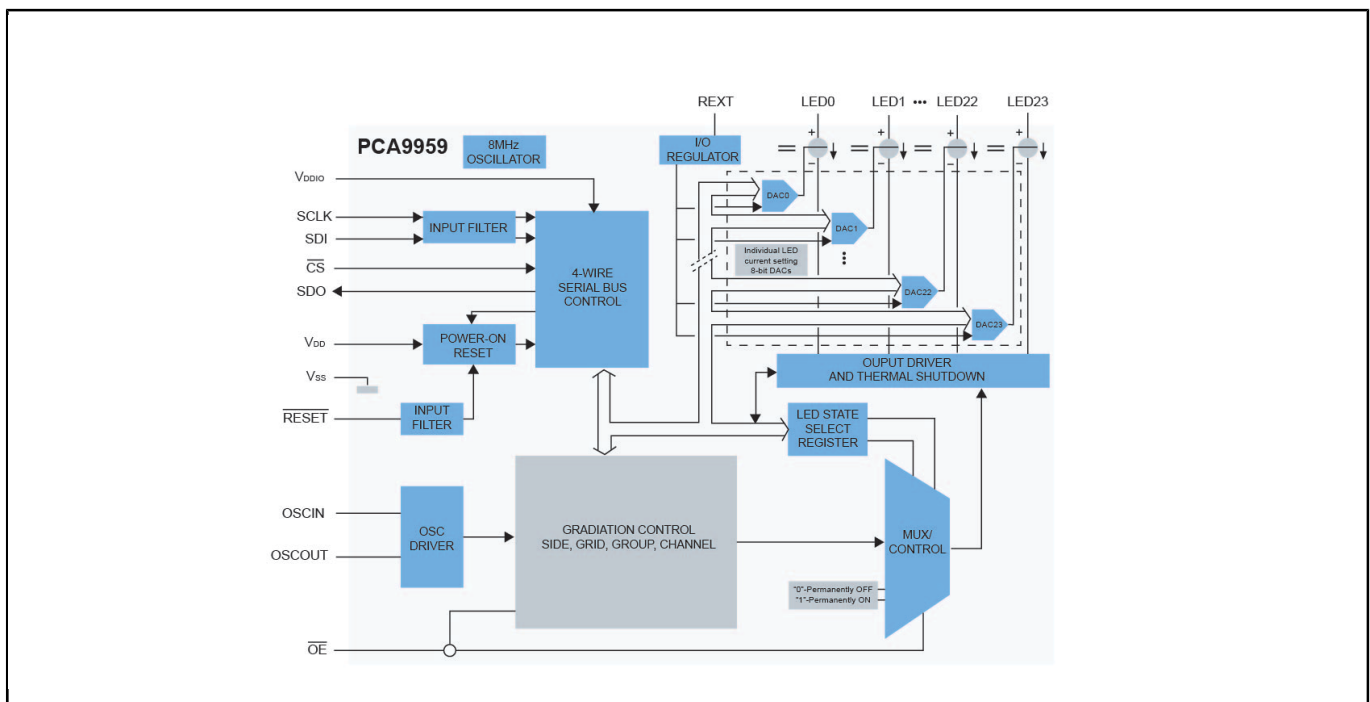 REXT LED0 LED1 ••• LED22 LED23
PCA9959
8MHz
OSCILLATOR
I/O
REGULATOR
+ + + +
= = = =
- - - -
VDDIO
SCLK
SDI
INPUT FILTER
CS
SDO
4-WIRE
SERIAL BUS
CONTROL
VDD
POWER-ON
RESET
VSS
RESET
INPUT
FILTER
DAC0
DAC1
Individual LED
current setting
8-bit DACs
DAC22
DAC23
OUPUT DRIVER
AND THERMAL SHUTDOWN
LED STATE
SELECT
REGISTER
OSCIN
OSCOUT
OSC
DRIVER
GRADIATION CONTROL
SIDE, GRID, GROUP, CHANNEL
MUX/
CONTROL
"0"-Permanently OFF
"1"-Permanently ON
OE